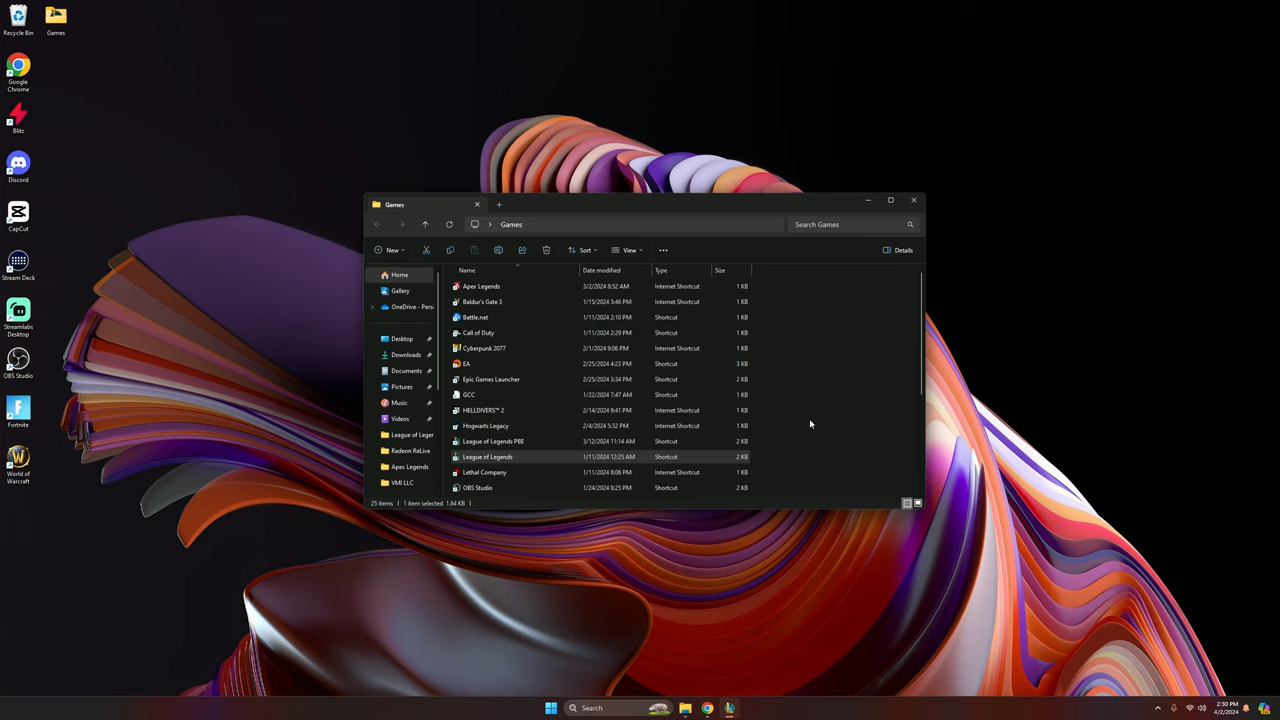 Recycle Bin
Games
Google
Chrome
Blitz
Discord
CapCut
Stream Deck
Streamlabs
Desktop
OBS Studio
Fortnite
World of
Warcraft
Games
Games
Search Games
New
Sort
View
Details
Name Date modified Type Size
Home
Gallery
OneDrive - Pers
Desktop
Downloads
Documents
Pictures
Music
Videos
League of Leger
Radeon ReLive
Apex Legends
VMI LLC
Apex Legends 3/2/2024 8:52 AM Internet Shortcut 1 KB
Baldur's Gate 3 1/15/2024 3:46 PM Internet Shortcut 1 KB
Battle.net 1/11/2024 2:10 PM Shortcut 1 KB
Call of Duty 1/11/2024 2:29 PM Shortcut 1 KB
Cyberpunk 2077 2/1/2024 9:06 PM Internet Shortcut 1 KB
EA 2/25/2024 4:23 PM Shortcut 3 KB
Epic Games Launcher 2/25/2024 3:34 PM Shortcut 2 KB
GCC 1/22/2024 7:47 AM Shortcut 1 KB
HELLDIVERS™ 2 2/14/2024 9:41 PM Internet Shortcut 1 KB
Hogwarts Legacy 2/4/2024 5:32 PM Internet Shortcut 1 KB
League of Legends PBE 3/12/2024 11:14 AM Shortcut 2 KB
League of Legends 1/11/2024 12:25 AM Shortcut 2 KB
Lethal Company 1/11/2024 8:06 PM Internet Shortcut 1 KB
OBS Studio 1/24/2024 8:25 PM Shortcut 2 KB
25 items 1 item selected 1.64 KB
Search
2:30 PM
4/2/2024